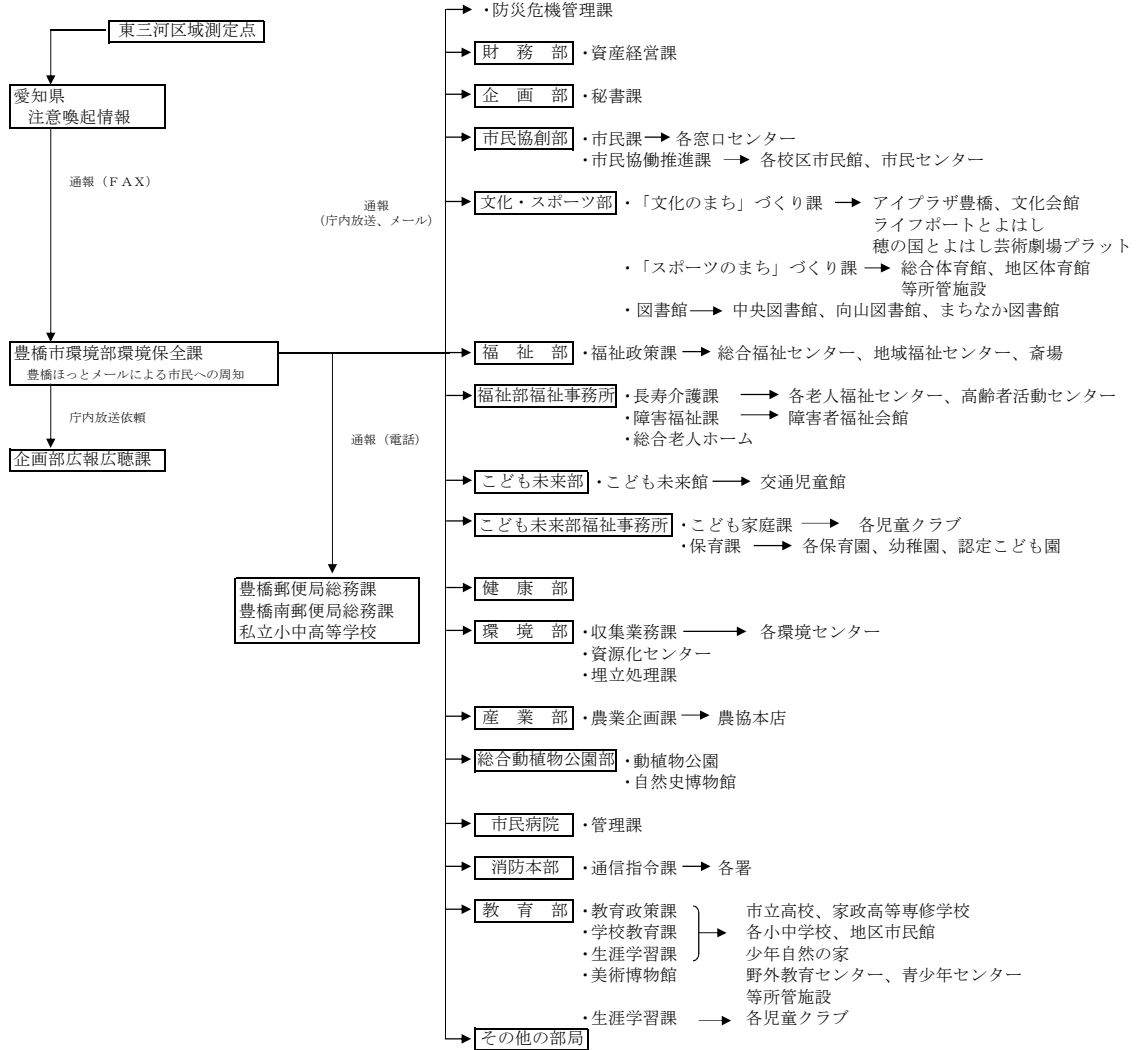 東三河区域測定点
愛知県
注意喚起情報
通報（ＦＡＸ）
豊橋市環境部環境保全課
豊橋ほっとメールによる市民への周知
庁内放送依頼
企画部広報広聴課
通報
（庁内放送、メール）
通報（電話）
豊橋郵便局総務課
豊橋南郵便局総務課
私立小中高等学校
・防災危機管理課
財　務　部 ・資産経営課
企　画　部 ・秘書課
市民協創部 ・市民課 → 各窓口センター
・市民協働推進課 → 各校区市民館、市民センター
文化・スポーツ部 ・「文化のまち」づくり課 → アイプラザ豊橋、文化会館
ライフポートとよはし
穂の国とよはし芸術劇場プラット
・「スポーツのまち」づくり課 → 総合体育館、地区体育館
等所管施設
・図書館 → 中央図書館、向山図書館、まちなか図書館
福　祉　部 ・福祉政策課 → 総合福祉センター、地域福祉センター、斎場
福祉部福祉事務所 ・長寿介護課 → 各老人福祉センター、高齢者活動センター
・障害福祉課 → 障害者福祉会館
・総合老人ホーム
こども未来部 ・こども未来館 → 交通児童館
こども未来部福祉事務所 ・こども家庭課 → 各児童クラブ
・保育課 → 各保育園、幼稚園、認定こども園
健　康　部
環　境　部 ・収集業務課 → 各環境センター
・資源化センター
・埋立処理課
産　業　部 ・農業企画課 → 農協本店
総合動植物公園部 ・動植物公園
・自然史博物館
市民病院 ・管理課
消防本部 ・通信指令課 → 各署
教　育　部 ・教育政策課 市立高校、家政高等専修学校
・学校教育課 → 各小中学校、地区市民館
・生涯学習課 少年自然の家
・美術博物館 野外教育センター、青少年センター
等所管施設
・生涯学習課 → 各児童クラブ
その他の部局